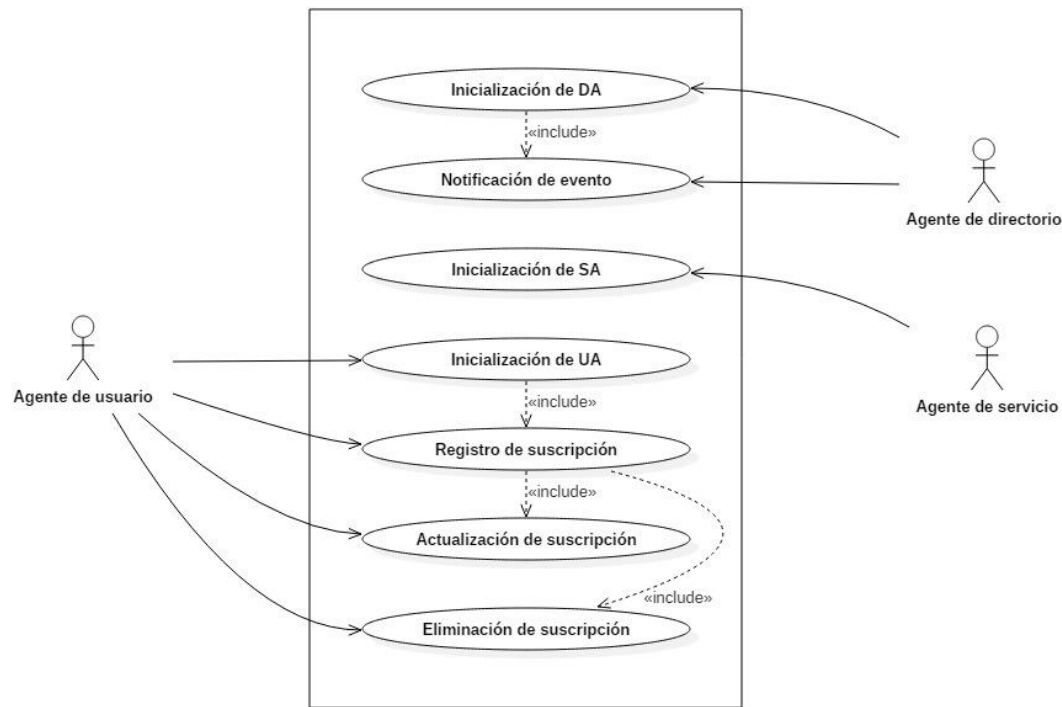 Inicialización de DA
«include»
Notificación de evento
Agente de directorio
Inicialización de SA
Inicialización de UA
Agente de usuario
«include»
Agente de servicio
Registro de suscripción
«include»
Actualización de suscripción
«include»
Eliminación de suscripción